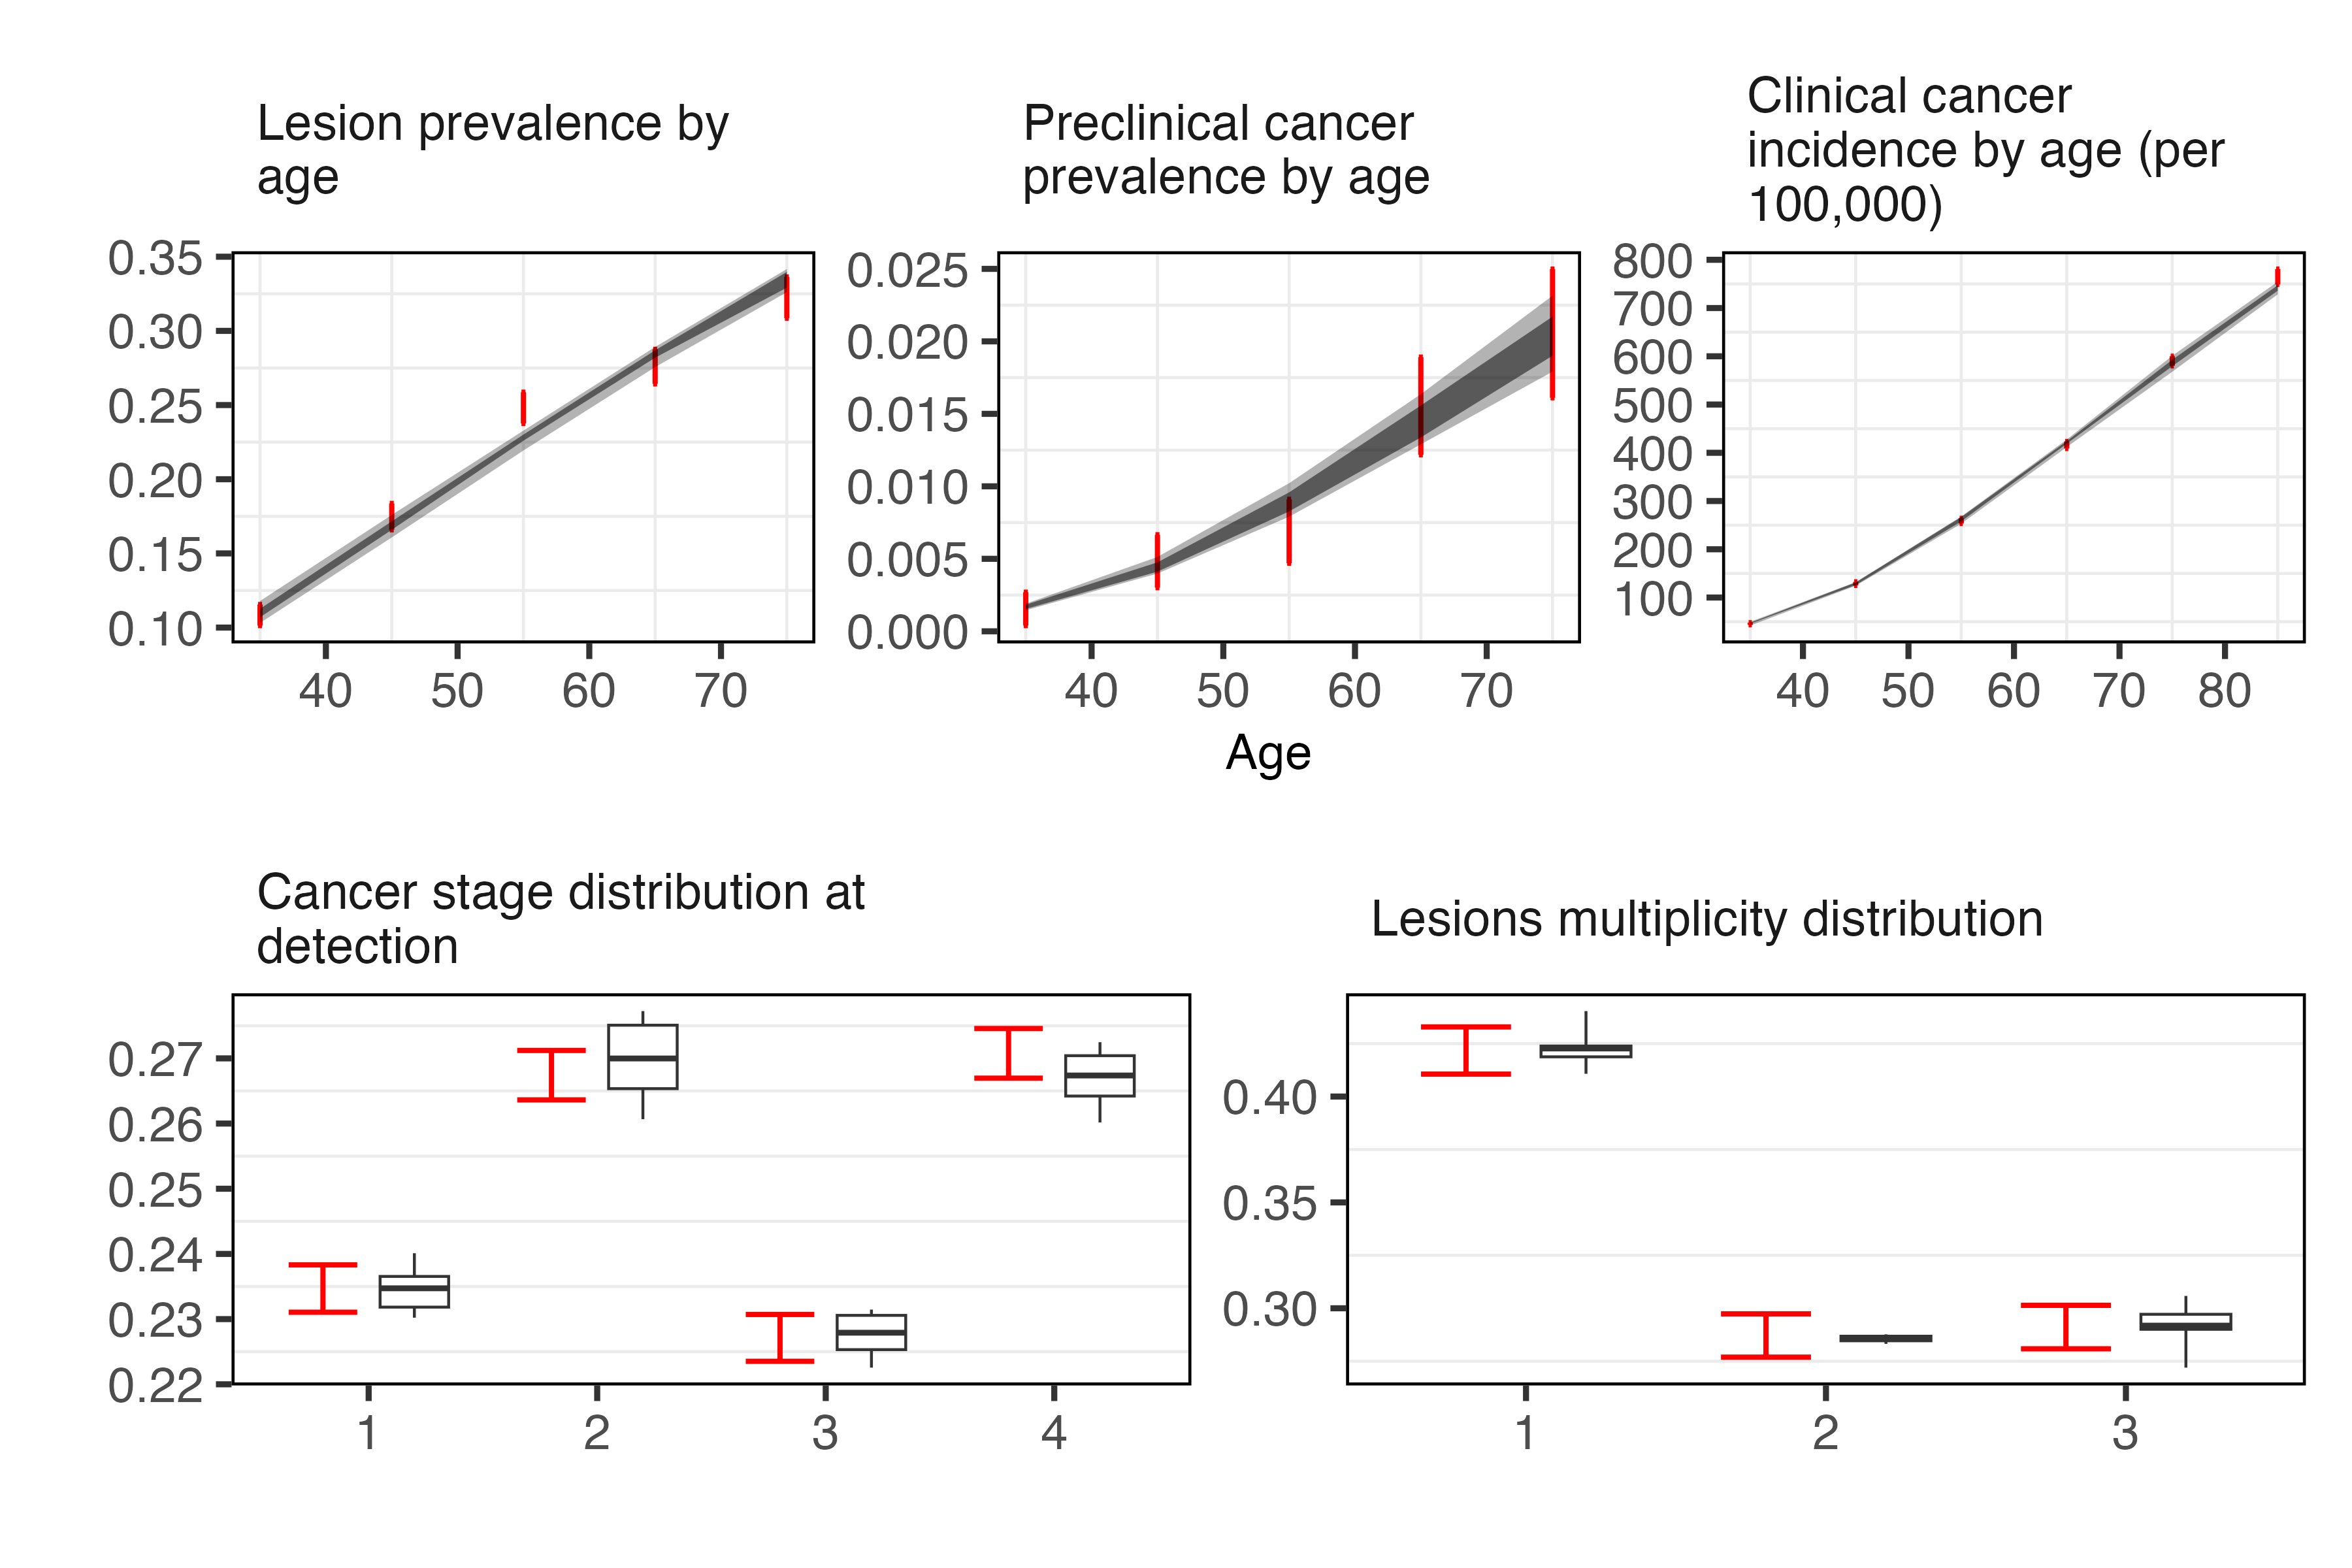 Lesion prevalence by
age
Preclinical cancer
prevalence by age
Clinical cancer
incidence by age (per
100,000)
0.35
0.30
0.25
0.20
0.15
0.10
40 50 60 70
0.025
0.020
0.015
0.010
0.005
0.000
40 50 60 70
800
700
600
500
400
300
200
100
40 50 60 70 80
Age
Cancer stage distribution at
detection
0.27
0.26
0.25
0.24
0.23
0.22
1 2 3 4
Lesions multiplicity distribution
0.40
0.35
0.30
1 2 3